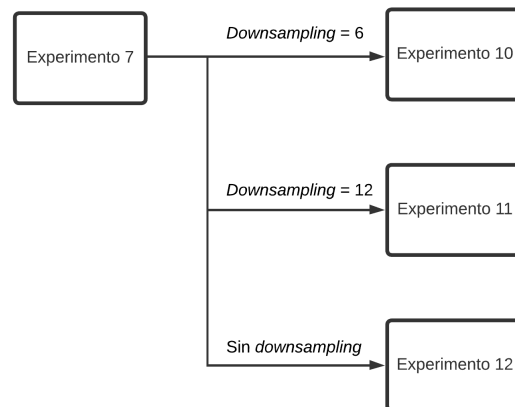 Downsampling = 6
Experimento 7
Experimento 10
Downsampling = 12
Experimento 11
Sin downsampling
Experimento 12